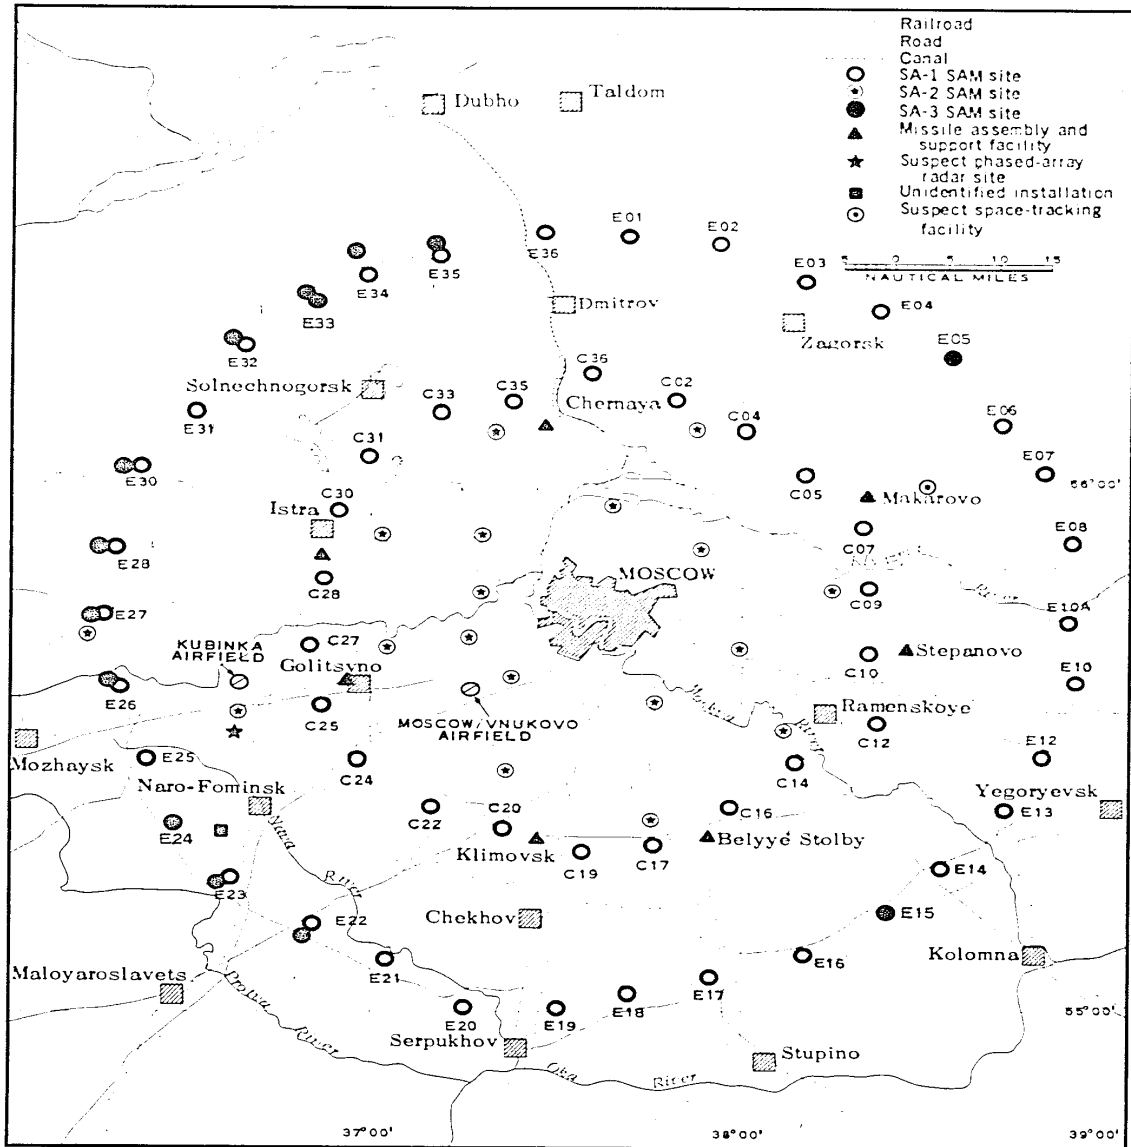 Railroad
Road
Canal
SA-1 SAM site
SA-2 SAM site
SA-3 SAM site
Missile assembly and
support facility
Suspect phased-array
radar site
Unidentified installation
Suspect space-tracking
facility
5 0 5 10 15
NAUTICAL MILES
Dubho
Taldom
E36
E01
E02
E03
E04
E05
E35
E34
E33
E32
Dmitrov
Zagorsk
Solnechnogorsk
C36
C33
C35
Chernaya
C02
C04
E06
E31
C31
E07
E30
C30
Istra
C05
Makarovo
56°00'
C07
E08
E28
C28
MOSCOW
River
C09
E10A
E27
KUBINKA
AIRFIELD
C27
Golitsyno
C10
Stepanovo
E10
E26
C25
MOSCOW/VNUKOVO
AIRFIELD
Moskva
River
Ramenskoye
C12
Mozhaysk
E25
C24
C14
E12
Naro-Fominsk
Nava
River
C22
C20
C16
Yegoryevsk
E13
E24
Klimovsk
C19
C17
Belyye Stolby
E14
E23
E22
Chekhov
E15
Kolomna
E21
E16
Maloyaroslavets
Protva
River
E20
E19
E18
E17
55°00'
Serpukhov
Oka
River
Stupino
37°00'
38°00'
39°00'